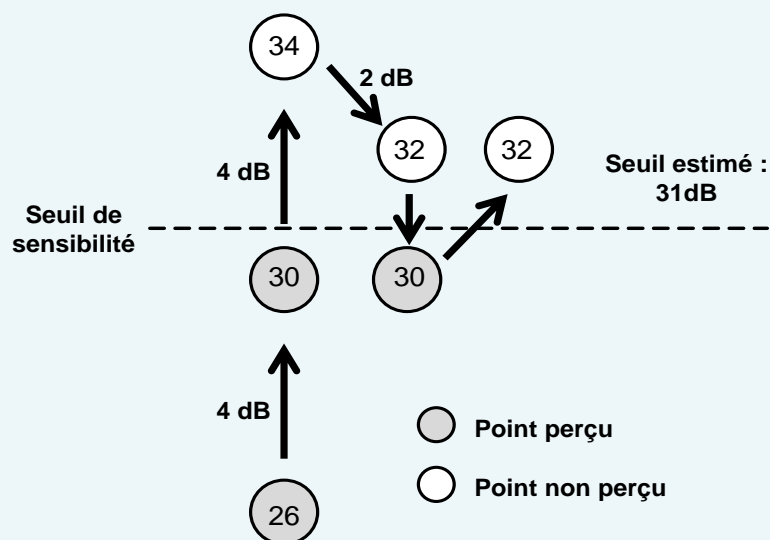 34
2 dB
32
32
4 dB
Seuil estimé :
31dB
Seuil de
sensibilité
30
30
4 dB
Point perçu
Point non perçu
26